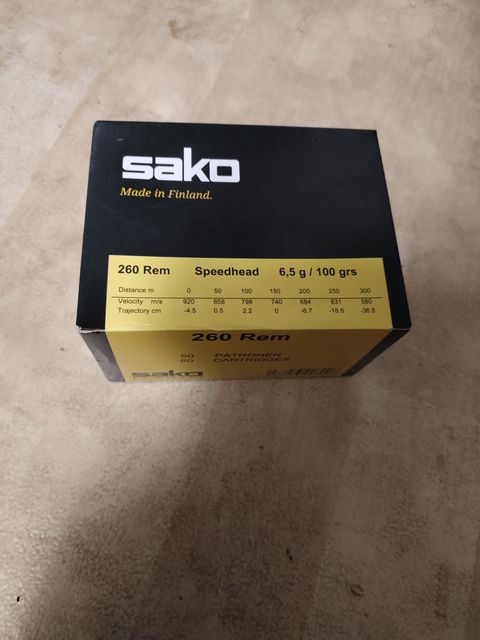 sako
Made in Finland.
260 Rem Speedhead 6,5 g / 100 grs
Distance m 0 50 100 150 200 250 300
Velocity m/s 920 858 798 740 684 631 580
Trajectory cm -4.5 0.5 2.2 0 -6.7 -18.6 -36.8
260 Rem
50 PATRONEN
50 CARTRIDGES
sako